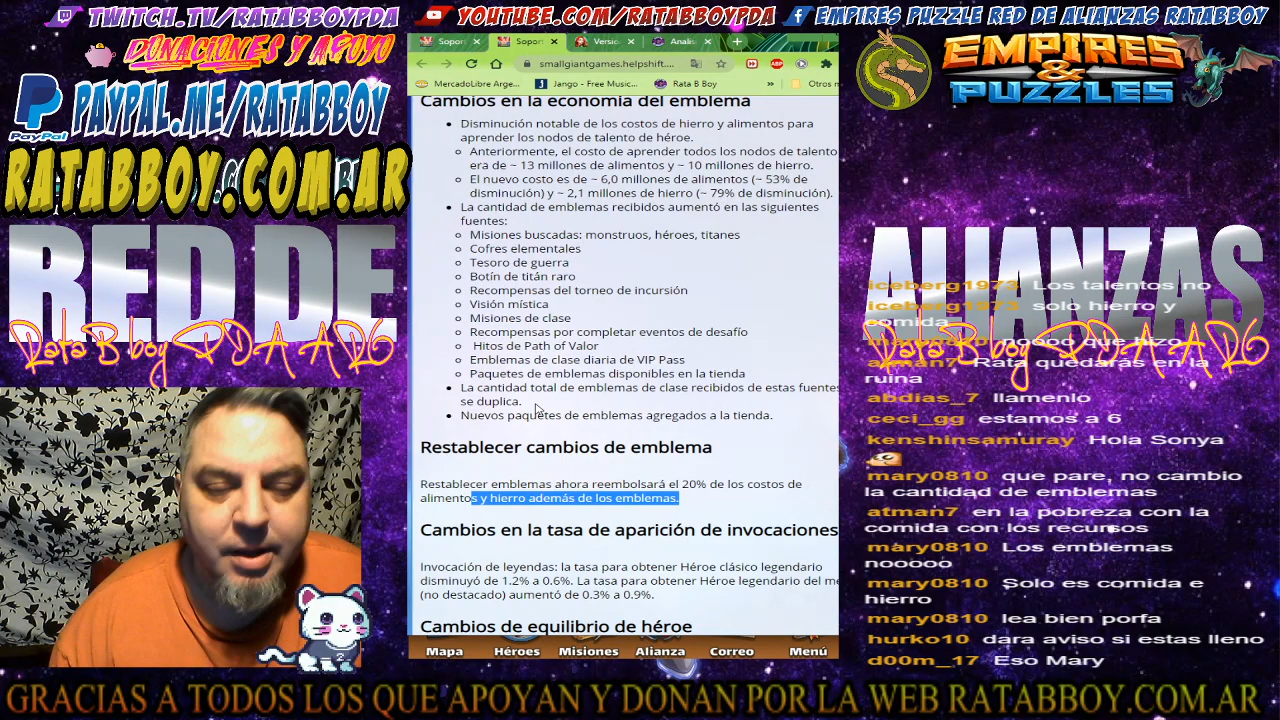 TWITCH.TV/RATABBOYPDA
YOUTUBE.COM/RATABBOYPDA
EMPIRES PUZZLE RED DE ALIANZAS RATABBOY
DONACIONES Y APOYO
PayPal
PAYPAL.ME/RATABBOY
RATABBOY.COM.AR
RED DE
Rata B boy PDA ARG
EMPIRES
&
PUZZLES
ALIANZAS
Rata B boy PDA ARG
Sopor
Sopor
Versió
Analis
smallgiantgames.helpshift....
ABP
MercadoLibre Arge...
Jango - Free Music...
Rata B Boy
»
Otros m
Cambios en la economía del emblema
• Disminución notable de los costos de hierro y alimentos para
aprender los nodos de talento de héroe.
Anteriormente, el costo de aprender todos los nodos de talento
era de ~ 13 millones de alimentos y ~ 10 millones de hierro.
El nuevo costo es de ~ 6,0 millones de alimentos (~ 53% de
disminución) y ~ 2,1 millones de hierro (~ 79% de disminución).
• La cantidad de emblemas recibidos aumentó en las siguientes
fuentes:
Misiones buscadas: monstruos, héroes, titanes
Cofres elementales
Tesoro de guerra
Botín de titán raro
Recompensas del torneo de incursión
Visión mística
Misiones de clase
Recompensas por completar eventos de desafío
Hitos de Path of Valor
Emblemas de clase diaria de VIP Pass
Paquetes de emblemas disponibles en la tienda
• La cantidad total de emblemas de clase recibidos de estas fuentes
se duplica.
• Nuevos paquetes de emblemas agregados a la tienda.
Restablecer cambios de emblema
Restablecer emblemas ahora reembolsará el 20% de los costos de
alimentos y hierro además de los emblemas.
Cambios en la tasa de aparición de invocaciones
Invocación de leyendas: la tasa para obtener Héroe clásico legendario
disminuyó de 1.2% a 0.6%. La tasa para obtener Héroe legendario del me
(no destacado) aumentó de 0.3% a 0.9%.
Cambios de equilibrio de héroe
Mapa
Héroes
Misiones
Alianza
Correo
Menú
iceberg1973 Los talentos no
iceberg1973 solo hierro y
comida
noooo que hizo
atman7 Rata quedarás en la
ruina
abdias_7 llamenlo
ceci_gg estamos a 6
kenshinsamuray Hola Sonya
mary0810 que pare, no cambio
la cantidad de emblemas
atman7 en la pobreza con la
comida con los recursos
mary0810 Los emblemas
nooooo
mary0810 Solo es comida e
hierro
mary0810 lea bien porfa
hurko10 dara aviso si estas lleno
d00m_17 Eso Mary
GRACIAS A TODOS LOS QUE APOYAN Y DONAN POR LA WEB RATABBOY.COM.AR